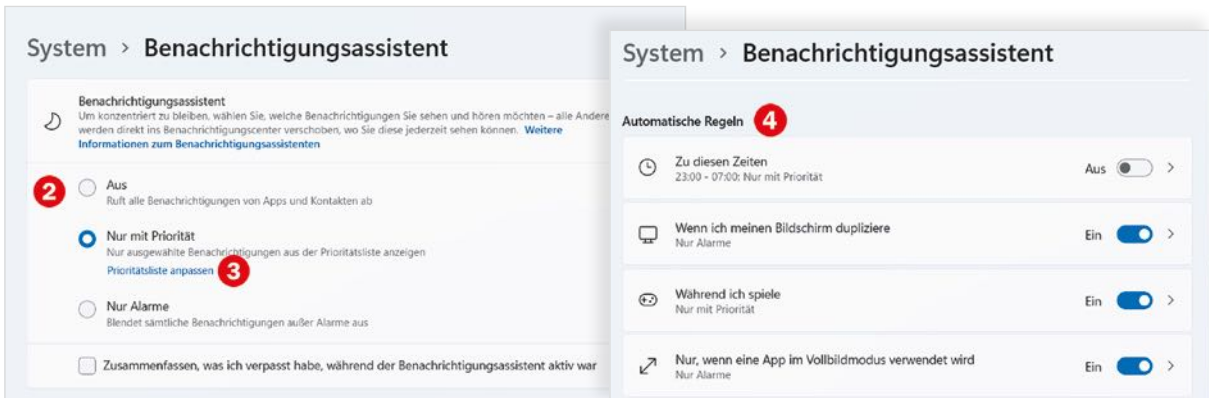 System > Benachrichtigungsassistent
Benachrichtigungsassistent
Um konzentriert zu bleiben, wählen Sie, welche Benachrichtigungen Sie sehen und hören möchten – alle Andere
werden direkt ins Benachrichtigungscenter verschoben, wo Sie diese jederzeit sehen können. Weitere
Informationen zum Benachrichtigungsassistenten
2
Aus
Ruft alle Benachrichtigungen von Apps und Kontakten ab
Nur mit Priorität
Nur ausgewählte Benachrichtigungen aus der Prioritätsliste anzeigen
Prioritätsliste anpassen 3
Nur Alarme
Blendet sämtliche Benachrichtigungen außer Alarme aus
Zusammenfassen, was ich verpasst habe, während der Benachrichtigungsassistent aktiv war
System > Benachrichtigungsassistent
Automatische Regeln 4
Zu diesen Zeiten
23:00 - 07:00: Nur mit Priorität
Aus >
Wenn ich meinen Bildschirm dupliziere
Nur Alarme
Ein >
Während ich spiele
Nur mit Priorität
Ein >
Nur, wenn eine App im Vollbildmodus verwendet wird
Nur Alarme
Ein >